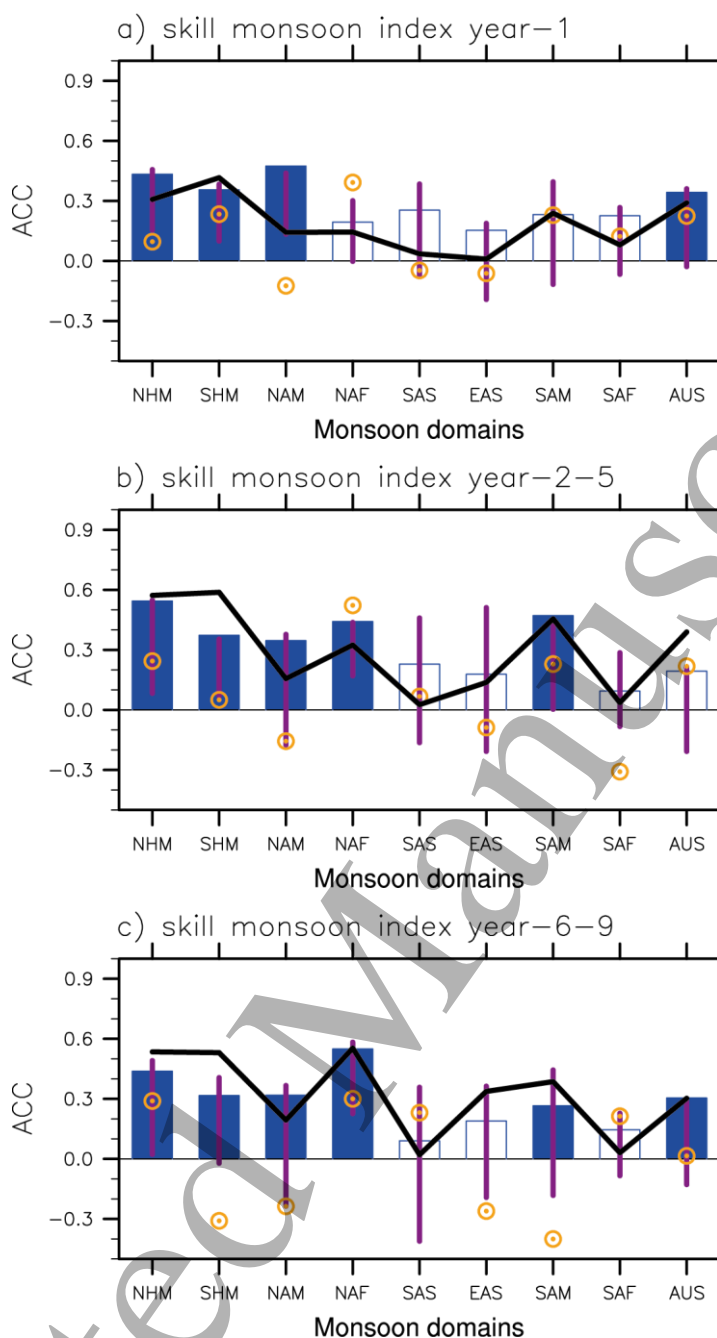 a) skill monsoon index year-1
0.9
0.6
0.3
0.0
-0.3
ACC
NHM SHM NAM NAF SAS EAS SAM SAF AUS
Monsoon domains
b) skill monsoon index year-2-5
0.9
0.6
0.3
0.0
-0.3
ACC
NHM SHM NAM NAF SAS EAS SAM SAF AUS
Monsoon domains
c) skill monsoon index year-6-9
0.9
0.6
0.3
0.0
-0.3
ACC
NHM SHM NAM NAF SAS EAS SAM SAF AUS
Monsoon domains
ted Manus